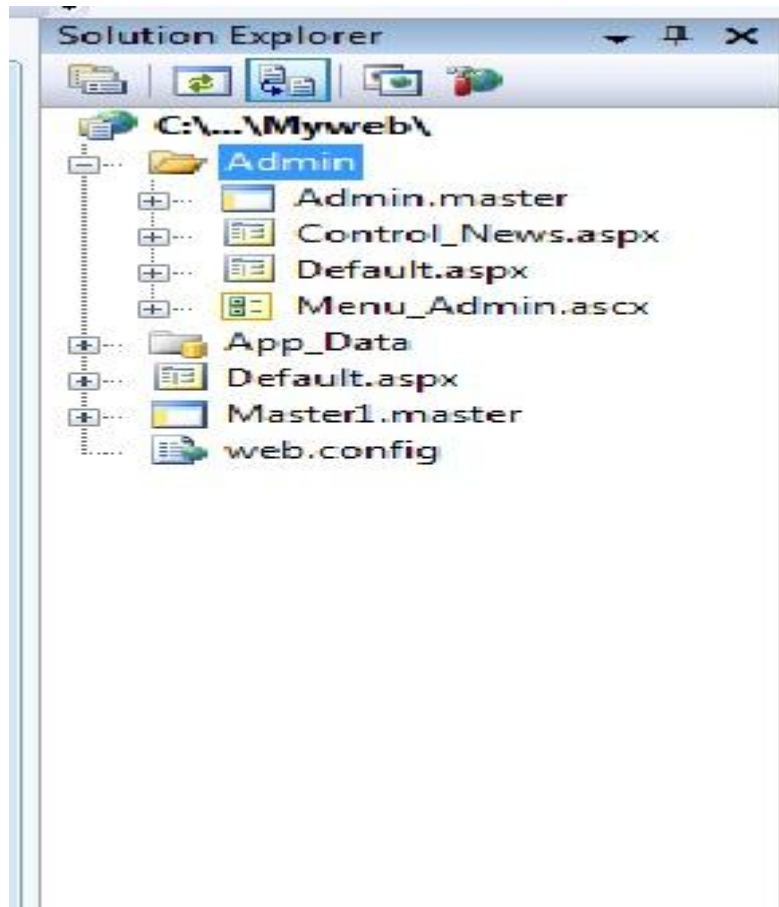 Solution Explorer
C:\...\Myweb\
Admin
Admin.master
Control_News.aspx
Default.aspx
Menu_Admin.ascx
App_Data
Default.aspx
Master1.master
web.config